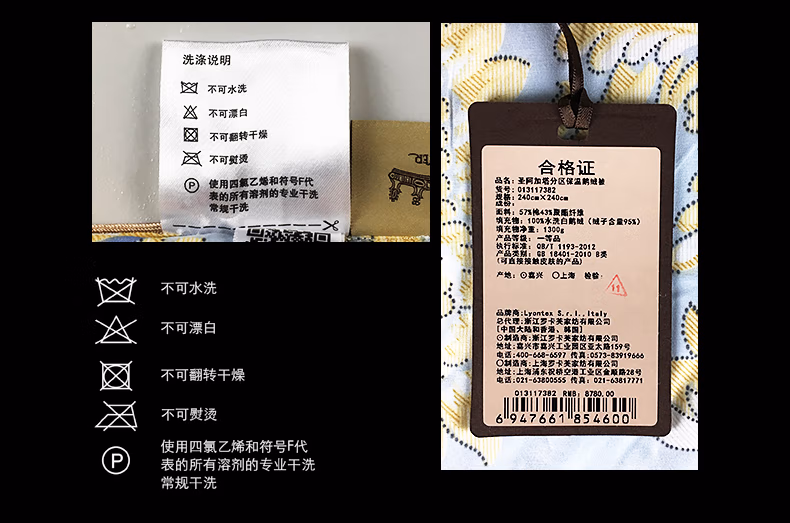 洗涤说明
不可水洗
不可漂白
不可翻转干燥
不可熨烫
P
使用四氯乙烯和符号F代
表的所有溶剂的专业干洗
常规干洗
不可水洗
不可漂白
不可翻转干燥
不可熨烫
P
使用四氯乙烯和符号F代
表的所有溶剂的专业干洗
常规干洗
合格证
品名:圣阿加塔分区保温鹅绒被
货号:013117382
规格:240cm×240cm
成份:
面料:57%棉43%聚酯纤维
填充物:100%水洗白鹅绒（绒子含量95%）
填充物净重:1300g
产品等级:一等品
执行标准:QB/T 1193-2012
产品类别:GB 18401-2010 B类
(可直接接触皮肤的产品)
产地:⊙嘉兴 ○上海 检验:
11
品牌商:Lyontex S.r.l.,Italy
总代理:浙江罗卡芙家纺有限公司
[中国大陆和香港、韩国]
⊙制造商:浙江罗卡芙家纺有限公司
地址:嘉兴市嘉兴工业园区亚太路159号
电话:400-668-6597 传真:0573-83919666
○制造商:上海罗卡芙家纺有限公司
地址:上海浦东祝桥空港工业区金顺路28号
电话:021-63800555 传真:021-63817771
013117382 RMB: 8780.00
6 947661 854600